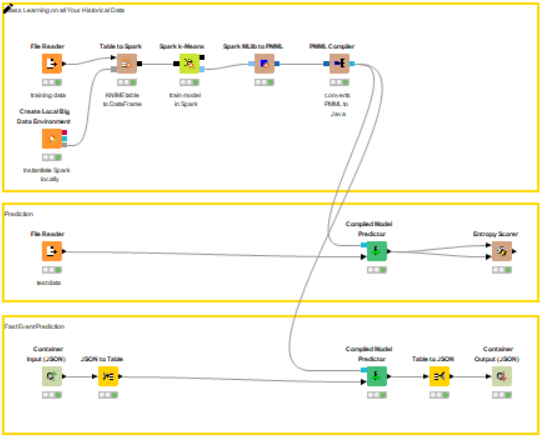 Mass Learning on all Your Historical Data
File Reader
Table to Spark
Spark k-Means
Spark MLlib to PMML
PMML Compiler
training data
KNIME table
to DataFrame
train model
in Spark
converts
PMML to
Java
Create Local Big
Data Environment
Instantiate Spark
locally
Prediction
File Reader
Compiled Model
Predictor
Entropy Scorer
test data
Fast Event Prediction
Container
Input (JSON)
JSON to Table
Compiled Model
Predictor
Table to JSON
Container
Output (JSON)